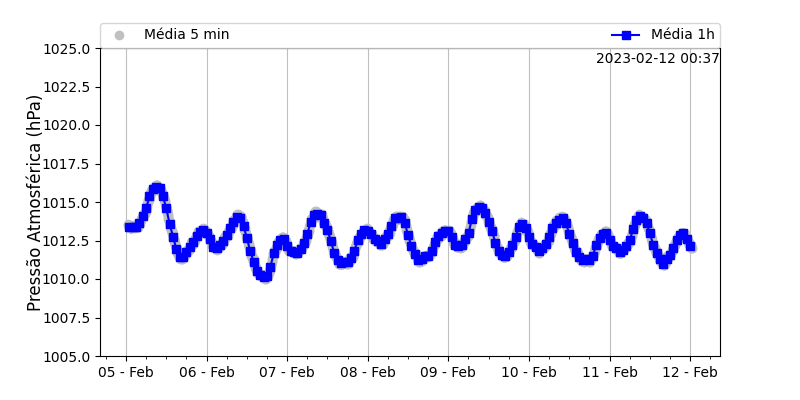 Média 5 min
Média 1h
2023-02-12 00:37
Pressão Atmosférica (hPa)
1025.0
1022.5
1020.0
1017.5
1015.0
1012.5
1010.0
1007.5
1005.0
05 - Feb
06 - Feb
07 - Feb
08 - Feb
09 - Feb
10 - Feb
11 - Feb
12 - Feb